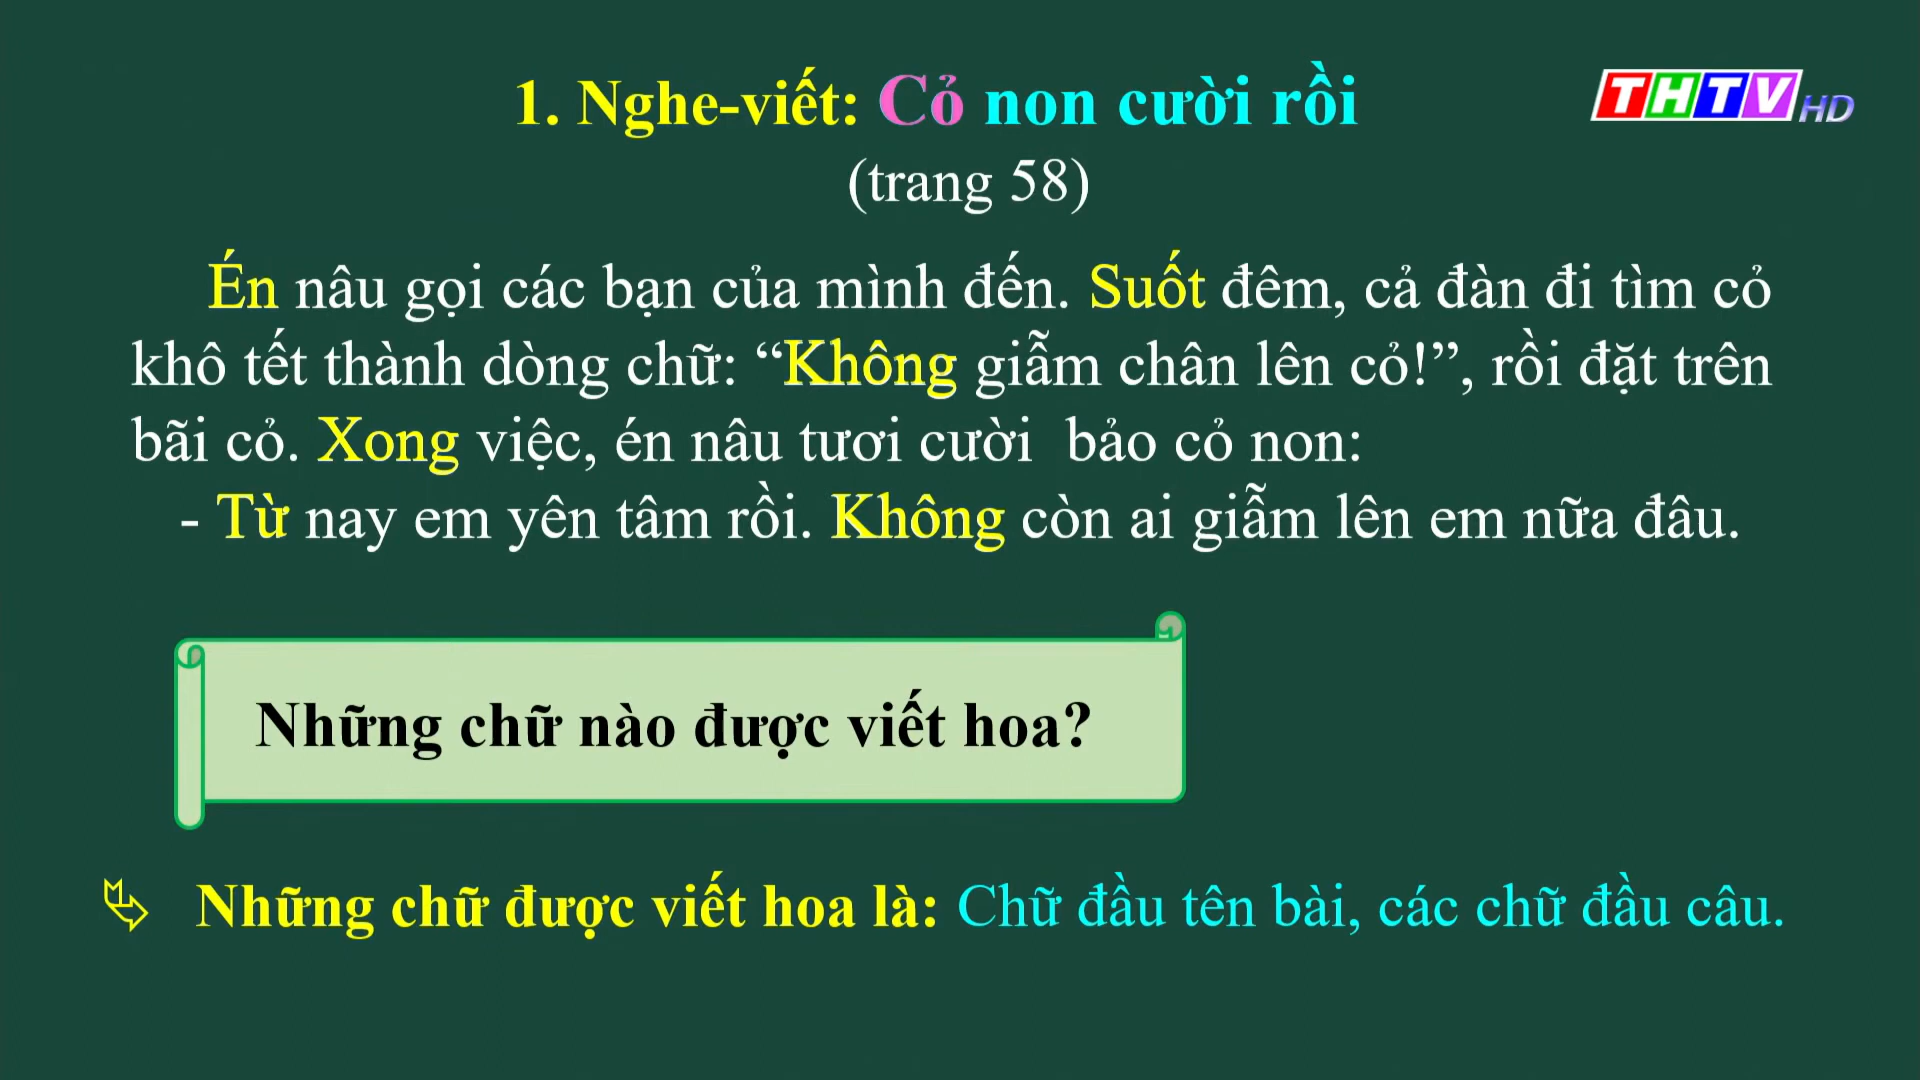 1. Nghe-viết: Cỏ non cười rồi
THTV HD
(trang 58)
Én nâu gọi các bạn của mình đến. Suốt đêm, cả đàn đi tìm cỏ
khô tết thành dòng chữ: “Không giẫm chân lên cỏ!”, rồi đặt trên
bãi cỏ. Xong việc, én nâu tươi cười bảo cỏ non:
- Từ nay em yên tâm rồi. Không còn ai giẫm lên em nữa đâu.
Những chữ nào được viết hoa?
Những chữ được viết hoa là: Chữ đầu tên bài, các chữ đầu câu.